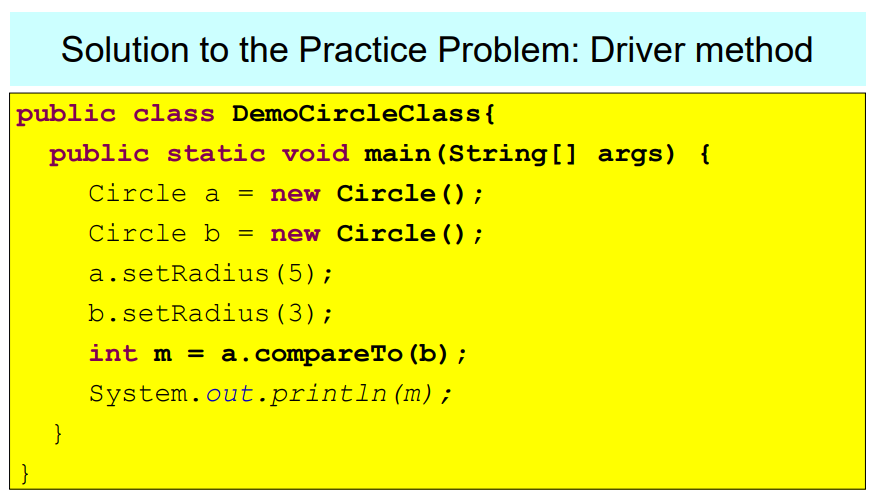 Solution to the Practice Problem: Driver method
public class DemoCircleClass{
public static void main(String[] args) {
Circle a = new Circle();
Circle b = new Circle();
a.setRadius(5);
b.setRadius(3);
int m = a.compareTo(b);
System.out.println(m);
}
}